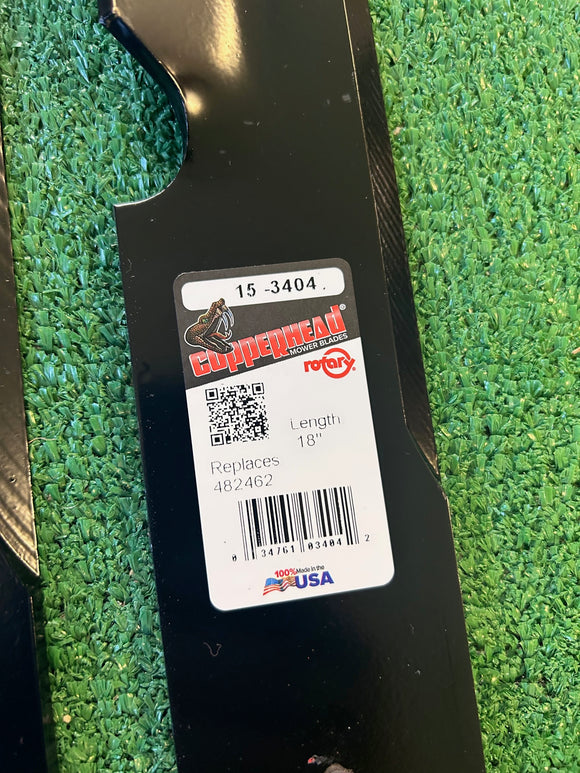 15 -3404.
COPPERHEAD®
MOWER BLADES
rotary®
Length
18"
Replaces
482462
0 34761 03404 2
100% Made in the
USA